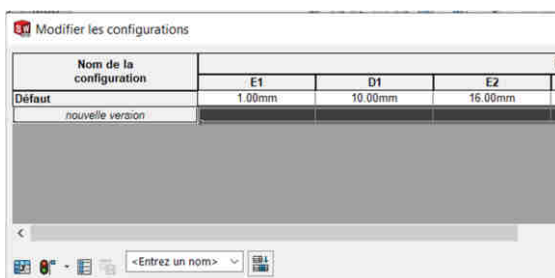 Modifier les configurations
Nom de la
configuration
E1 D1 E2
Défaut 1.00mm 10.00mm 16.00mm
nouvelle version
<Entrez un nom>